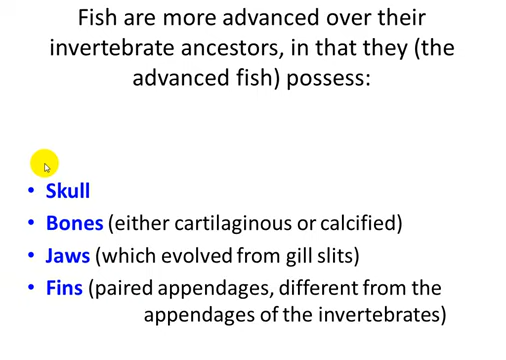 Fish are more advanced over their
invertebrate ancestors, in that they (the
advanced fish) possess:
• Skull
• Bones (either cartilaginous or calcified)
• Jaws (which evolved from gill slits)
• Fins (paired appendages, different from the
appendages of the invertebrates)